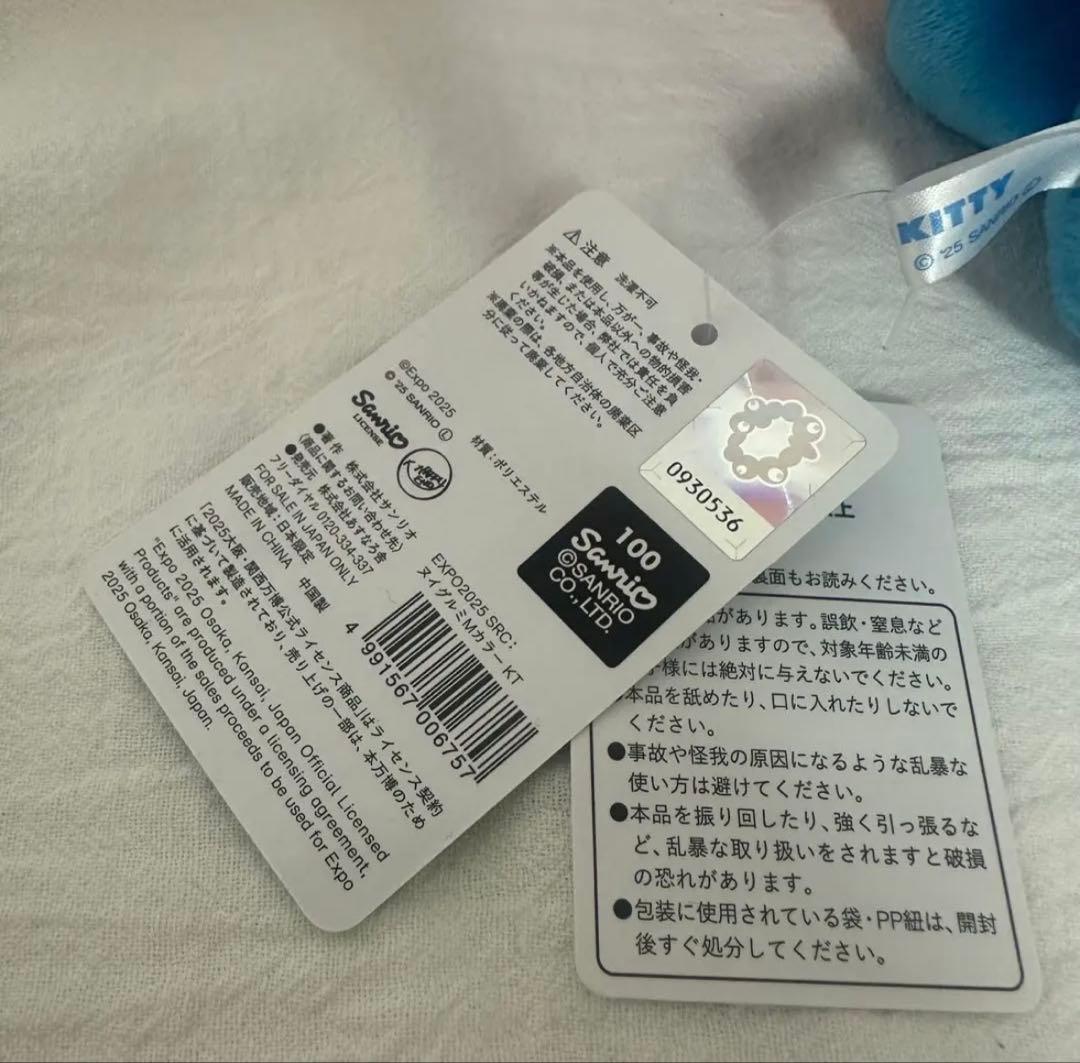 ⚠注意 洗濯不可
※本品を使用し、万が一、事故や怪我・
破損、または本品以外への物的損害
等が生じた場合、弊社では責任を負
いかねますので、個人で充分ご注意
ください。
※廃棄の際は、各地方自治体の廃棄区
分に従って廃棄してください。
材質：ポリエステル
©Expo 2025
© '25 SANRIO Ⓛ
Sanrio
LICENSE
●著作 株式会社サンリオ
(商品に関するお問い合わせ先)
●発売元 株式会社あすなろ舎
フリーダイヤル 0120-334-337
FOR SALE IN JAPAN ONLY
販売地域：日本限定
MADE IN CHINA 中国製
「2025大阪・関西万博公式ライセンス商品」はライセンス契約
に基づいて製造されており、売り上げの一部は、本万博のため
に活用されます。
"Expo 2025 Osaka, Kansai, Japan Official Licensed
Products" are produced under a licensing agreement,
with a portion of the sales proceeds to be used for Expo
2025 Osaka, Kansai, Japan.
EXPO2025 SRC：
ヌイグルミMカラー KT
4 991567 006757
0930536
100
Sanrio
©SANRIO
CO., LTD.
KITTY
© '25 SANRIO Ⓛ
上
裏面もお読みください。
があります。誤飲・窒息など
がありますので、対象年齢未満の
様には絶対に与えないでください。
本品を舐めたり、口に入れたりしないで
ください。
●事故や怪我の原因になるような乱暴な
使い方は避けてください。
●本品を振り回したり、強く引っ張るな
ど、乱暴な取り扱いをされますと破損
の恐れがあります。
●包装に使用されている袋・PP紐は、開封
後すぐ処分してください。